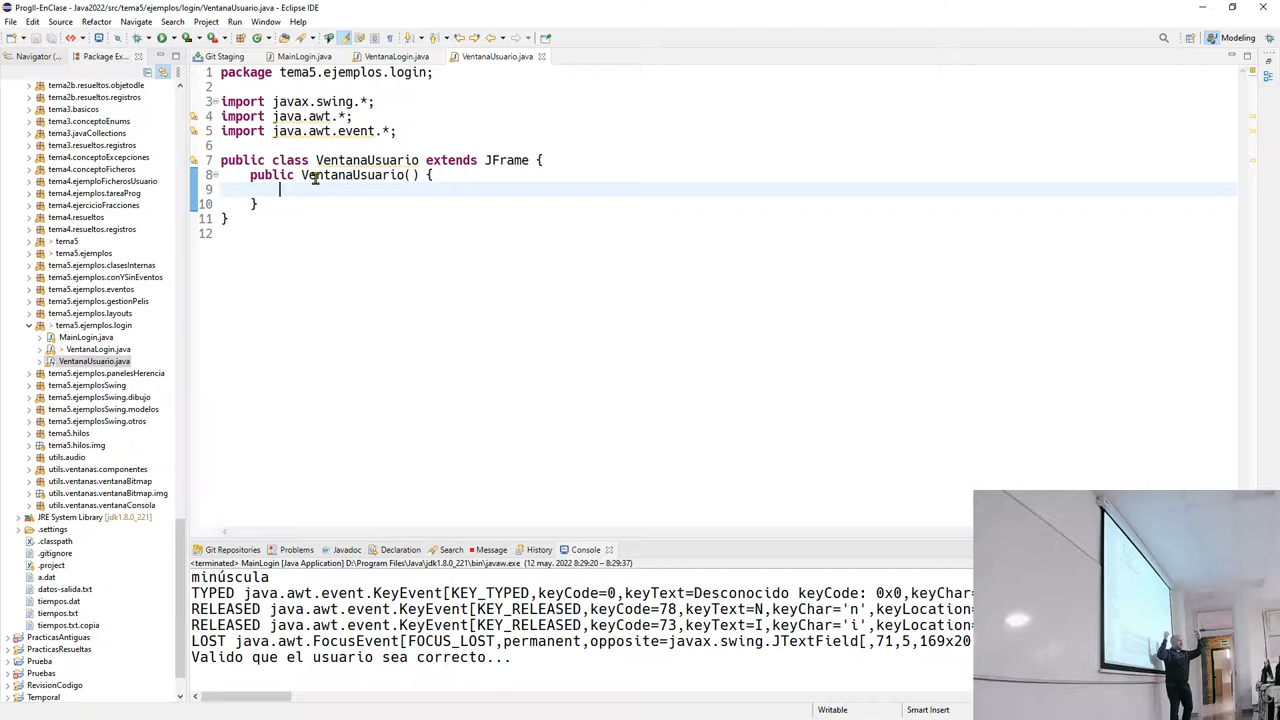 ProgII-EnClase - Java2022/src/tema5/ejemplos/login/VentanaUsuario.java - Eclipse IDE
File Edit Source Refactor Navigate Search Project Run Window Help
Modeling
Navigator (...
Package Ex...
Git Staging
MainLogin.java
VentanaLogin.java
VentanaUsuario.java
tema2b.resueltos.objetodle
tema2b.resueltos.registros
tema3.basicos
tema3.conceptoEnums
tema3.javaCollections
tema3.resueltos.registros
tema4.conceptoExcepciones
tema4.conceptoFicheros
tema4.ejemploFicherosUsuario
tema4.ejemplos.tareaProg
tema4.ejercicioFracciones
tema4.resueltos
tema4.resueltos.registros
> tema5
> tema5.ejemplos
tema5.ejemplos.clasesInternas
tema5.ejemplos.conYSinEventos
tema5.ejemplos.eventos
tema5.ejemplos.gestionPelis
tema5.ejemplos.layouts
> tema5.ejemplos.login
MainLogin.java
> VentanaLogin.java
VentanaUsuario.java
tema5.ejemplos.panelesHerencia
tema5.ejemplosSwing
tema5.ejemplosSwing.dibujo
tema5.ejemplosSwing.modelos
tema5.ejemplosSwing.otros
tema5.hilos
tema5.hilos.img
utils.audio
utils.ventanas.componentes
utils.ventanas.ventanaBitmap
utils.ventanas.ventanaBitmap.img
utils.ventanas.ventanaConsola
JRE System Library [jdk1.8.0_221]
.settings
.classpath
.gitignore
.project
a.dat
datos-salida.txt
tiempos.dat
tiempos.txt
tiempos.txt.copia
PracticasAntiguas
PracticasResueltas
Prueba
Pruebas
RevisionCodigo
Temporal
1 package tema5.ejemplos.login;
2
3 import javax.swing.*;
4 import java.awt.*;
5 import java.awt.event.*;
6
7 public class VentanaUsuario extends JFrame {
8 public VentanaUsuario() {
9
10 }
11 }
12
Git Repositories Problems Javadoc Declaration Search Message History Console
<terminated> MainLogin [Java Application] D:\Program Files\Java\jdk1.8.0_221\bin\javaw.exe (12 may. 2022 8:29:20 – 8:29:37)
minúscula
TYPED java.awt.event.KeyEvent[KEY_TYPED,keyCode=0,keyText=Desconocido keyCode: 0x0,keyChar=
RELEASED java.awt.event.KeyEvent[KEY_RELEASED,keyCode=78,keyText=N,keyChar='n',keyLocation=
RELEASED java.awt.event.KeyEvent[KEY_RELEASED,keyCode=73,keyText=I,keyChar='i',keyLocation=
LOST java.awt.FocusEvent[FOCUS_LOST,permanent,opposite=javax.swing.JTextField[,71,5,169x20
Valido que el usuario sea correcto...
Writable
Smart Insert